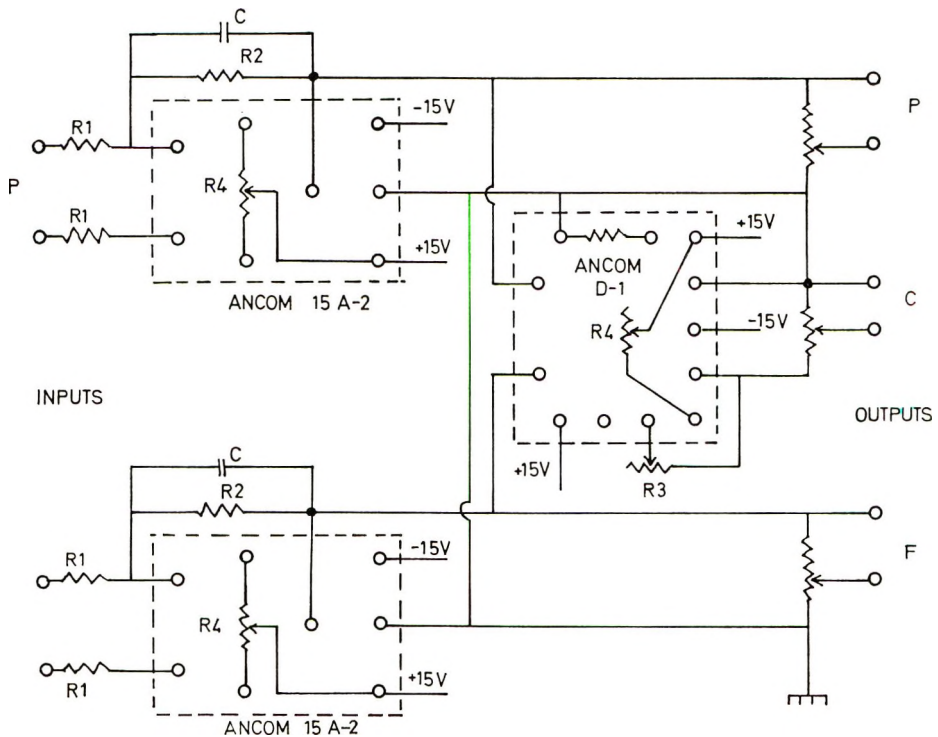 C
R2
R1
P
R1
R4
-15V
+15V
ANCOM 15 A-2
P
+15V
ANCOM
D-1
C
-15V
R4
INPUTS
OUTPUTS
+15V
R3
C
R2
R1
R1
R4
-15V
+15V
ANCOM 15 A-2
F